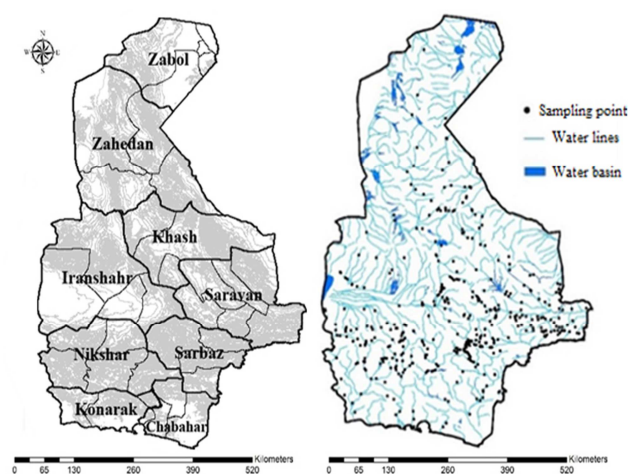 N
W
S
Zabol
Zahedan
Khash
Iranshahr
Saravan
Nikshar
Sarbaz
Konarak
Chabahar
Kilometers
0 65 130 260 390 520
Sampling point
Water lines
Water basin
Kilometers
0 65 130 260 390 520